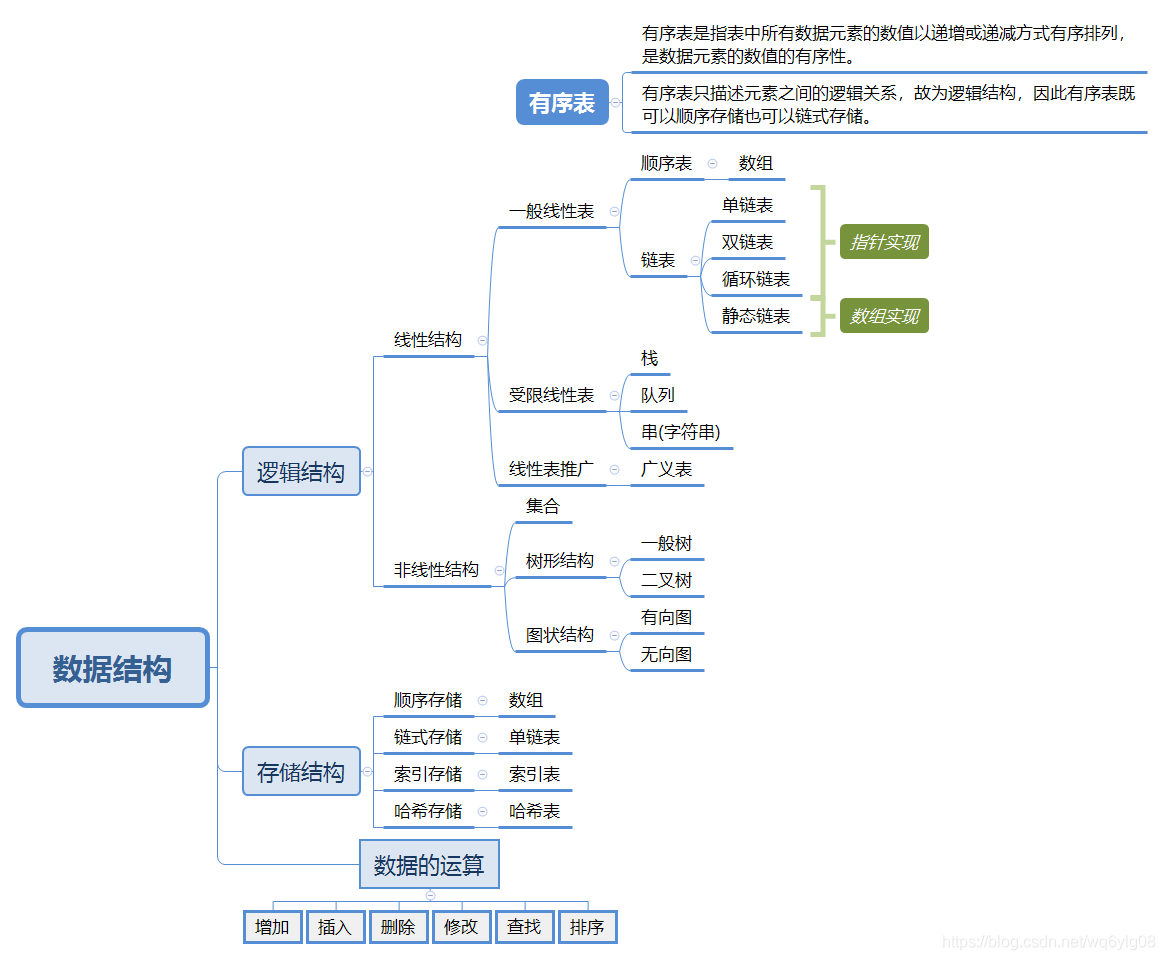 有序表是指表中所有数据元素的数值以递增或递减方式有序排列，
是数据元素的数值的有序性。
有序表
有序表只描述元素之间的逻辑关系，故为逻辑结构，因此有序表既
可以顺序存储也可以链式存储。
顺序表
数组
一般线性表
单链表
双链表
指针实现
链表
循环链表
静态链表
数组实现
线性结构
栈
受限线性表
队列
串(字符串)
逻辑结构
线性表推广
广义表
集合
非线性结构
树形结构
一般树
二叉树
图状结构
有向图
无向图
数据结构
顺序存储
数组
链式存储
单链表
存储结构
索引存储
索引表
哈希存储
哈希表
数据的运算
增加
插入
删除
修改
查找
排序
https://blog.csdn.net/wq6ylg08